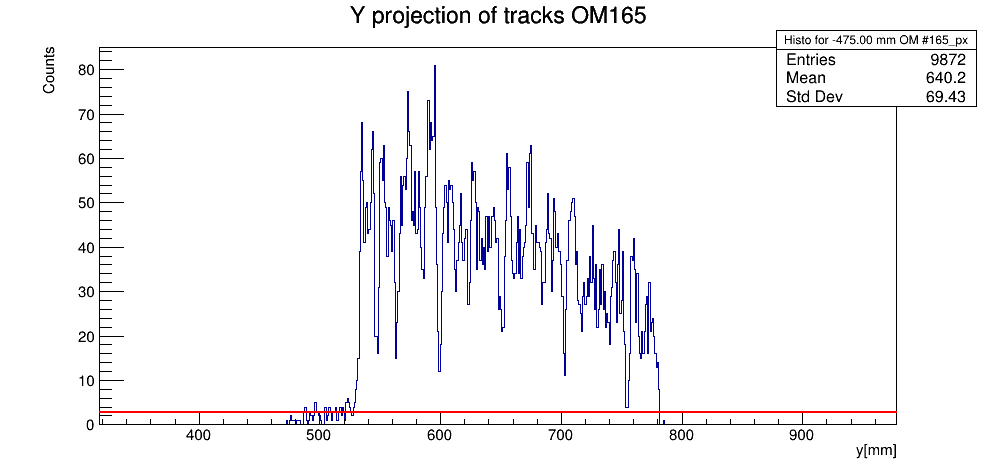 Y projection of tracks OM165
Histo for -475.00 mm OM #165_px
Entries 9872
Mean 640.2
Std Dev 69.43
Counts
80
70
60
50
40
30
20
10
0
400 500 600 700 800 900
y[mm]